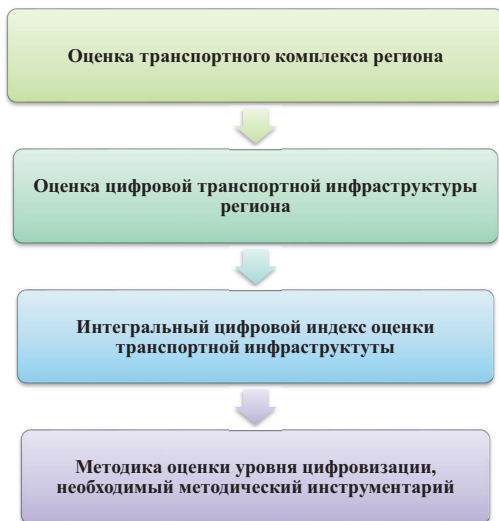 Оценка транспортного комплекса региона
Оценка цифровой транспортной инфраструктуры
региона
Интегральный цифровой индекс оценки
транспортной инфраструктуты
Методика оценки уровня цифровизации,
необходимый методический инструментарий